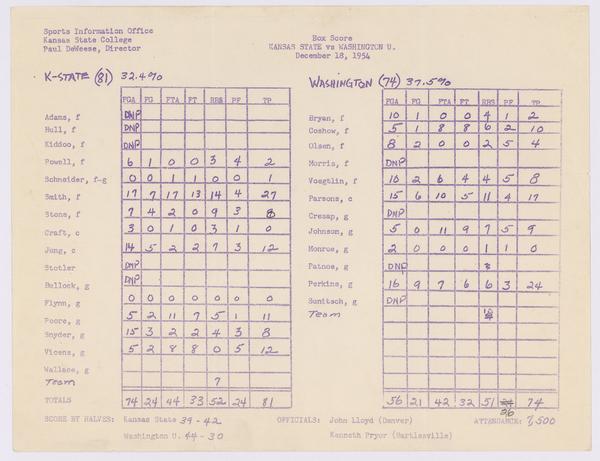 Sports Information Office
Kansas State College
Paul DeWeese, Director
Box Score
KANSAS STATE vs WASHINGTON U.
December 18, 1954
K-STATE (81) 32.4%
FGA FG FTA FT RBS PF TP
Adams, f DNP
Hull, f DNP
Kiddoo, f DNP
Powell, f 6 1 0 0 3 4 2
Schneider, f-g 0 0 1 1 0 0 1
Smith, f 17 7 17 13 14 4 27
Stone, f 7 4 2 0 9 3 8
Craft, c 3 0 1 0 3 1 0
Jung, c 14 5 2 2 7 3 12
Stotler DNP
Bullock, g DNP
Flynn, g 0 0 0 0 0 0 0
Poore, g 5 2 11 7 5 1 11
Snyder, g 15 3 2 2 4 3 8
Vicens, g 5 2 8 8 0 5 12
Wallace, g
Team 7
TOTALS 74 24 44 33 52 24 81
WASHINGTON (74) 37.5%
FGA FG FTA FT RBS PF TP
Bryan, f 10 1 0 0 4 1 2
Coshow, f 5 1 8 8 6 2 10
Olsen, f 8 2 0 0 2 5 4
Morris, f DNP
Voegtlin, f 10 2 6 4 4 5 8
Parsons, c 15 6 10 5 11 4 17
Cresap, g DNP
Johnson, g 5 0 11 9 7 5 9
Monroe, g 2 0 0 0 1 1 0
Patnoe, g DNP
Perkins, g 16 9 7 6 6 3 24
Sunitsch, g DNP
Team
56 21 42 32 51 26 74
SCORE BY HALVES: Kansas State 39-42
Washington U. 44-30
OFFICIALS: John Lloyd (Denver)
Kenneth Pryor (Bartlesville)
ATTENDANCE: 7,500